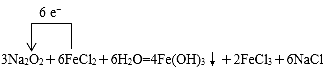 6 e⁻
3Na₂O₂+6FeCl₂+6H₂O=4Fe(OH)₃↓+2FeCl₃+6NaCl